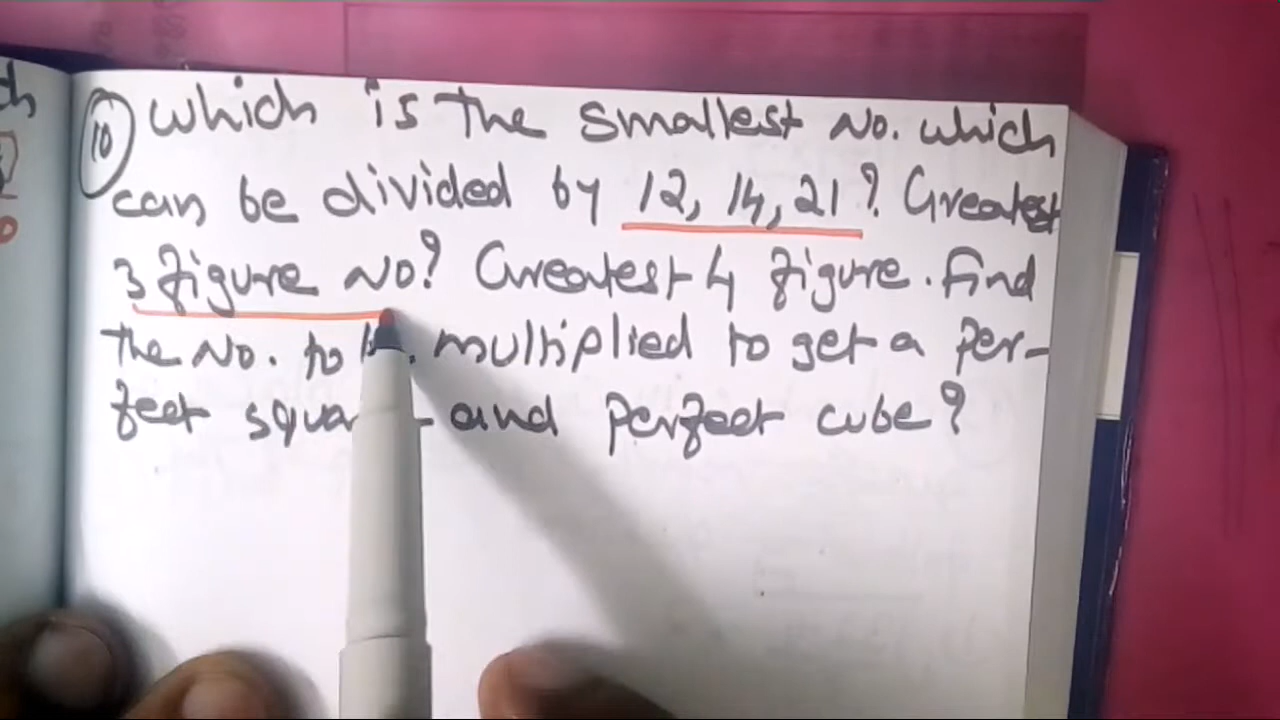 10 Which is the smallest No. which
can be divided by 12, 14, 21? Greatest
3 figure No? Greatest 4 figure. Find
the No. to multiplied to get a per-
fect and perfect cube?